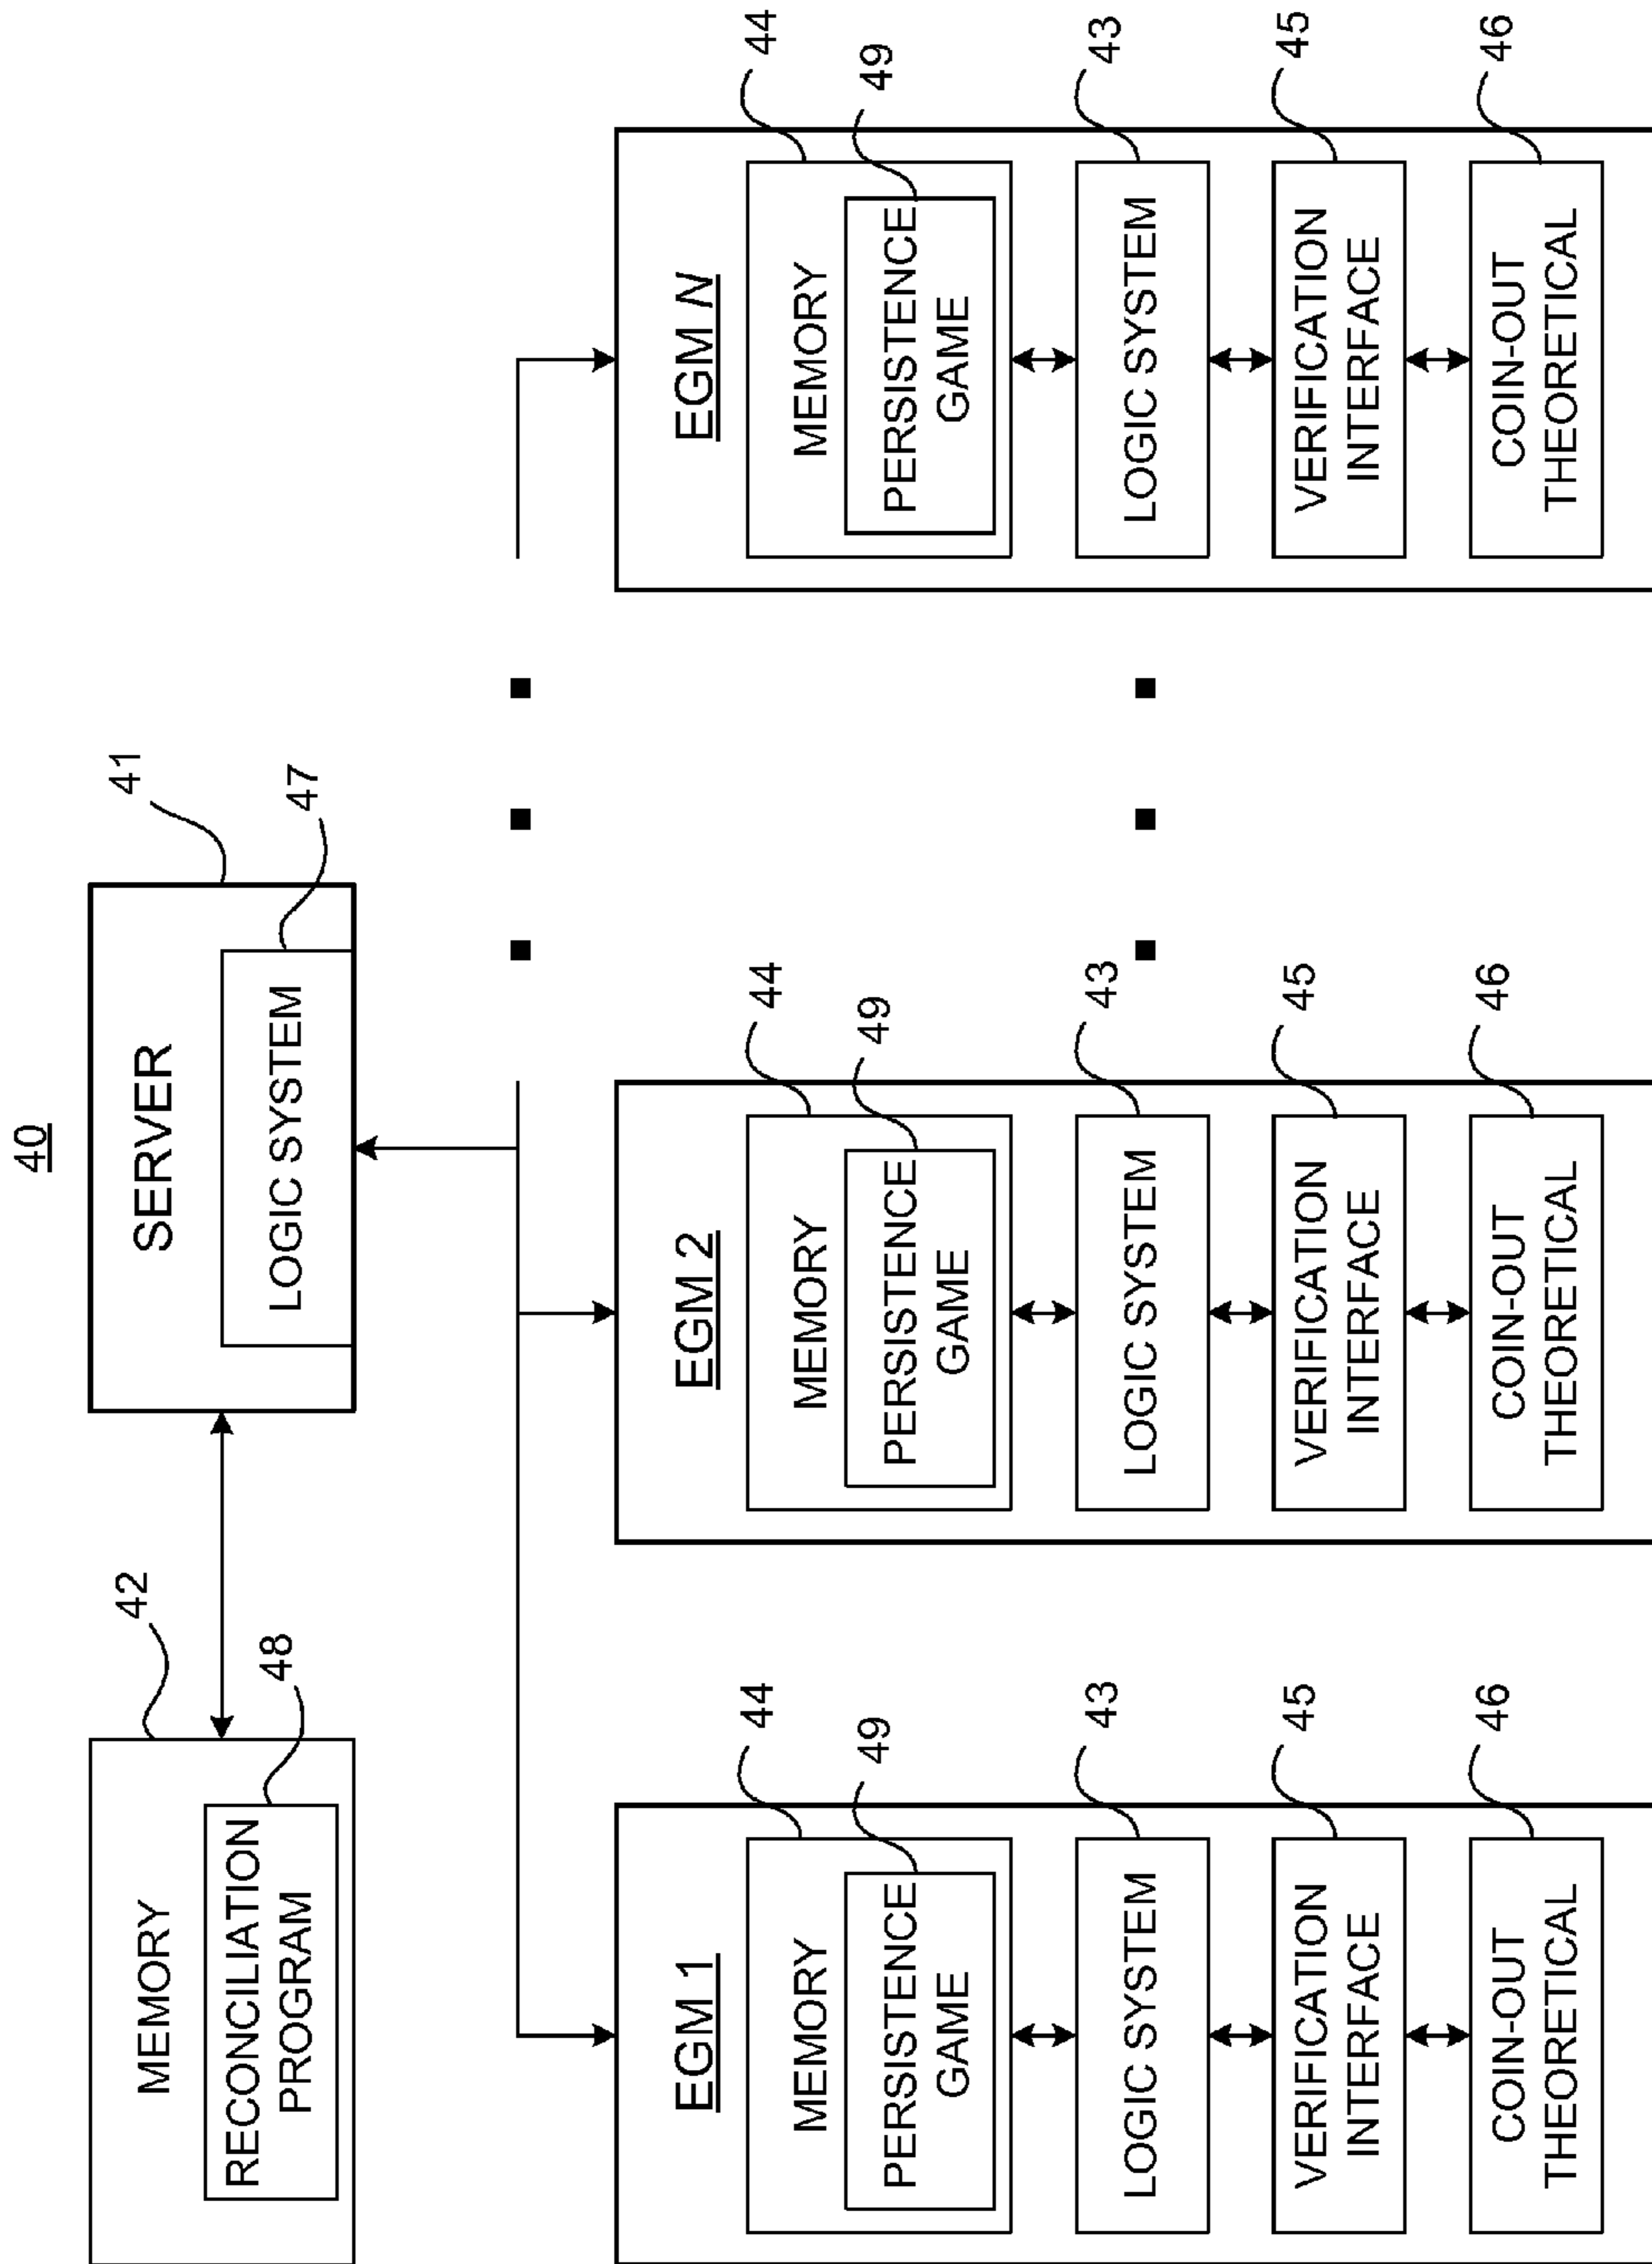 40
MEMORY
RECONCILIATION
PROGRAM
42
48
SERVER
LOGIC SYSTEM
41
47
EGM 1
MEMORY
PERSISTENCE
GAME
LOGIC SYSTEM
VERIFICATION
INTERFACE
COIN-OUT
THEORETICAL
44
49
43
45
46
EGM 2
MEMORY
PERSISTENCE
GAME
LOGIC SYSTEM
VERIFICATION
INTERFACE
COIN-OUT
THEORETICAL
44
49
43
45
46
EGM N
MEMORY
PERSISTENCE
GAME
LOGIC SYSTEM
VERIFICATION
INTERFACE
COIN-OUT
THEORETICAL
44
49
43
45
46